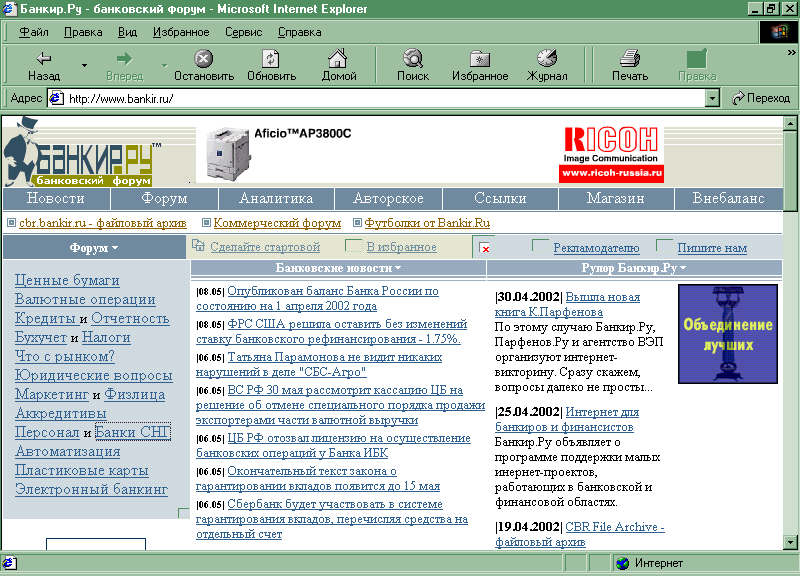 Банкир.Ру - банковский форум - Microsoft Internet Explorer
Файл Правка Вид Избранное Сервис Справка
Назад Вперед Остановить Обновить Домой Поиск Избранное Журнал Печать Правка
Адрес http://www.bankir.ru/ Переход
БАНКИР.РУ™
банковский форум
Aficio™AP3800C
RICOH
Image Communication
www.ricoh-russia.ru
Новости Форум Аналитика Авторское Ссылки Магазин Внебаланс
cbr.bankir.ru - файловый архив Коммерческий форум Футболки от Bankir.Ru
Форум Сделайте стартовой В избранное Рекламодателю Пишите нам
Ценные бумаги
Валютные операции
Кредиты и Отчетность
Бухучет и Налоги
Что с рынком?
Юридические вопросы
Маркетинг и Физлица
Аккредитивы
Персонал и Банки СНГ
Автоматизация
Пластиковые карты
Электронный банкинг
Банковские новости
|08.05| Опубликован баланс Банка России по
состоянию на 1 апреля 2002 года
|08.05| ФРС США решила оставить без изменений
ставку банковского рефинансирования - 1.75%.
|06.05| Татьяна Парамонова не видит никаких
нарушений в деле "СБС-Агро"
|06.05| ВС РФ 30 мая рассмотрит кассацию ЦБ на
решение об отмене специального порядка продажи
экспортерами части валютной выручки
|06.05| ЦБ РФ отозвал лицензию на осуществление
банковских операций у Банка ИБК
|06.05| Окончательный текст закона о
гарантировании вкладов появится до 15 мая
|06.05| Сбербанк будет участвовать в системе
гарантирования вкладов, перечисляя средства на
отдельный счет
Рупор Банкир.Ру
|30.04.2002| Вышла новая
книга К.Парфенова
По этому случаю Банкир.Ру,
Парфенов.Ру и агентство ВЭП
организуют интернет-
викторину. Сразу скажем,
вопросы далеко не просты...
|25.04.2002| Интернет для
банкиров и финансистов
Банкир.Ру объявляет о
программе поддержки малых
инернет-проектов,
работающих в банковской и
финансовой областях.
|19.04.2002| CBR File Archive -
файловый архив
Объединение
лучших
Интернет